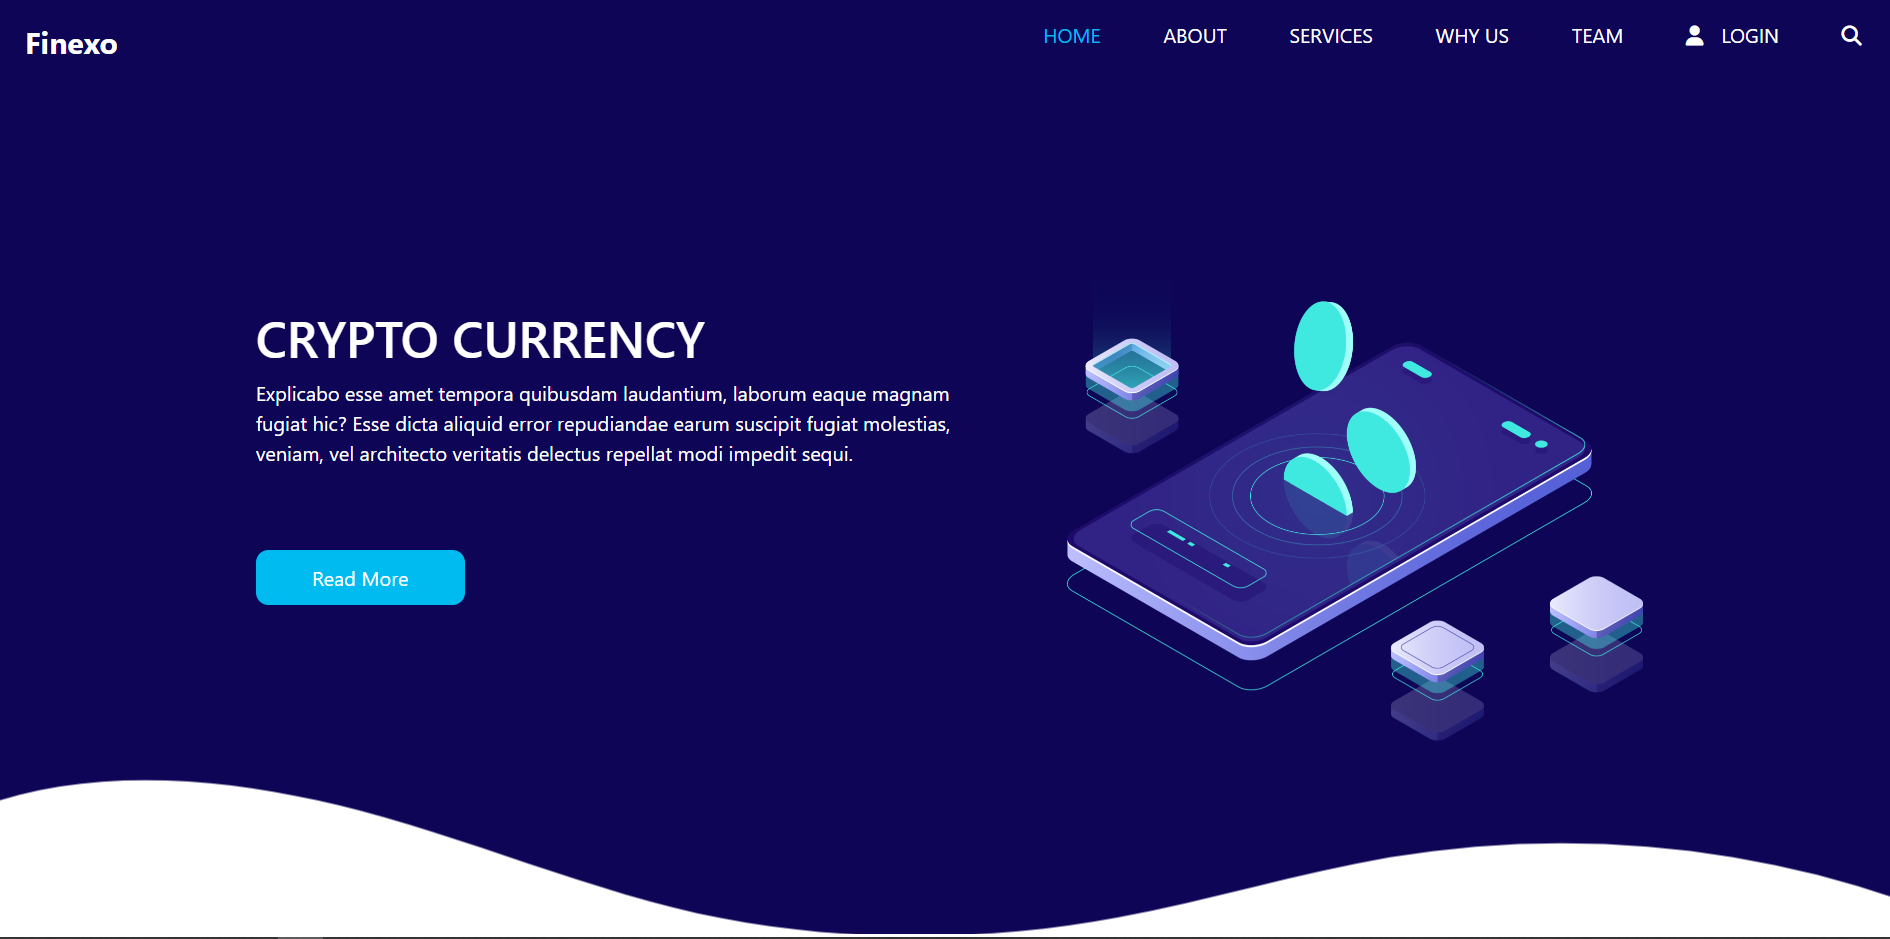 Finexo
HOME ABOUT SERVICES WHY US TEAM LOGIN
CRYPTO CURRENCY
Explicabo esse amet tempora quibusdam laudantium, laborum eaque magnam
fugiat hic? Esse dicta aliquid error repudiandae earum suscipit fugiat molestias,
veniam, vel architecto veritatis delectus repellat modi impedit sequi.
Read More